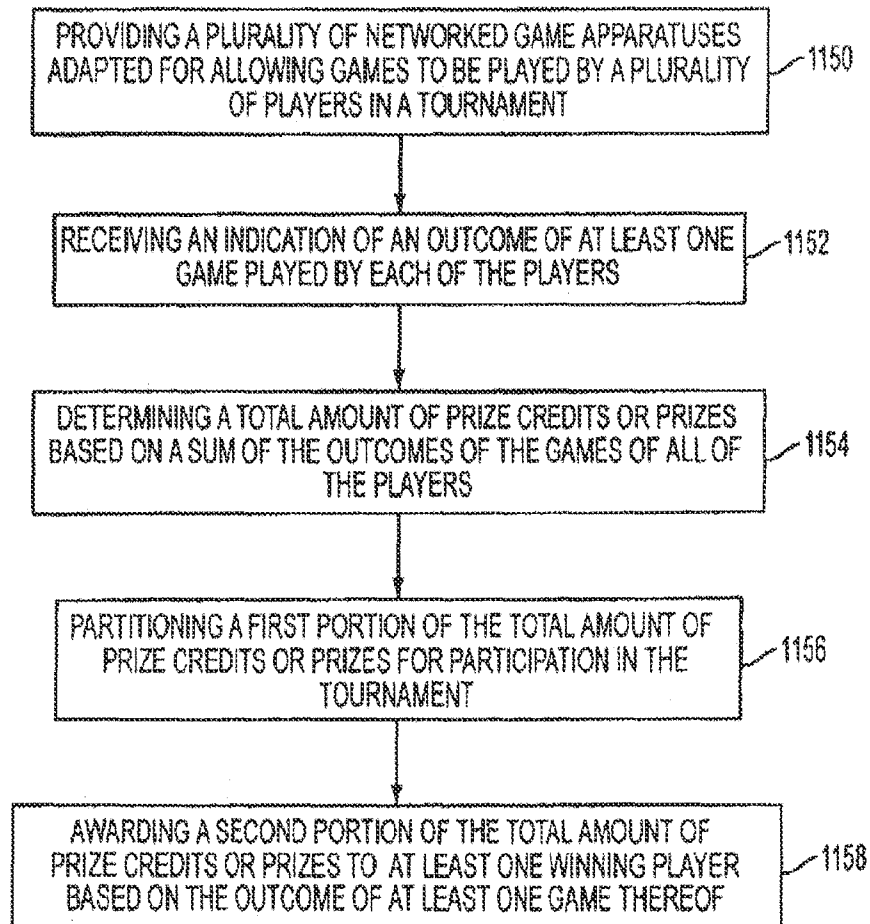 PROVIDING A PLURALITY OF NETWORKED GAME APPARATUSES
ADAPTED FOR ALLOWING GAMES TO BE PLAYED BY A PLURALITY
OF PLAYERS IN A TOURNAMENT
1150
RECEIVING AN INDICATION OF AN OUTCOME OF AT LEAST ONE
GAME PLAYED BY EACH OF THE PLAYERS
1152
DETERMINING A TOTAL AMOUNT OF PRIZE CREDITS OR PRIZES
BASED ON A SUM OF THE OUTCOMES OF THE GAMES OF ALL OF
THE PLAYERS
1154
PARTITIONING A FIRST PORTION OF THE TOTAL AMOUNT OF
PRIZE CREDITS OR PRIZES FOR PARTICIPATION IN THE
TOURNAMENT
1156
AWARDING A SECOND PORTION OF THE TOTAL AMOUNT OF
PRIZE CREDITS OR PRIZES TO AT LEAST ONE WINNING PLAYER
BASED ON THE OUTCOME OF AT LEAST ONE GAME THEREOF
1158